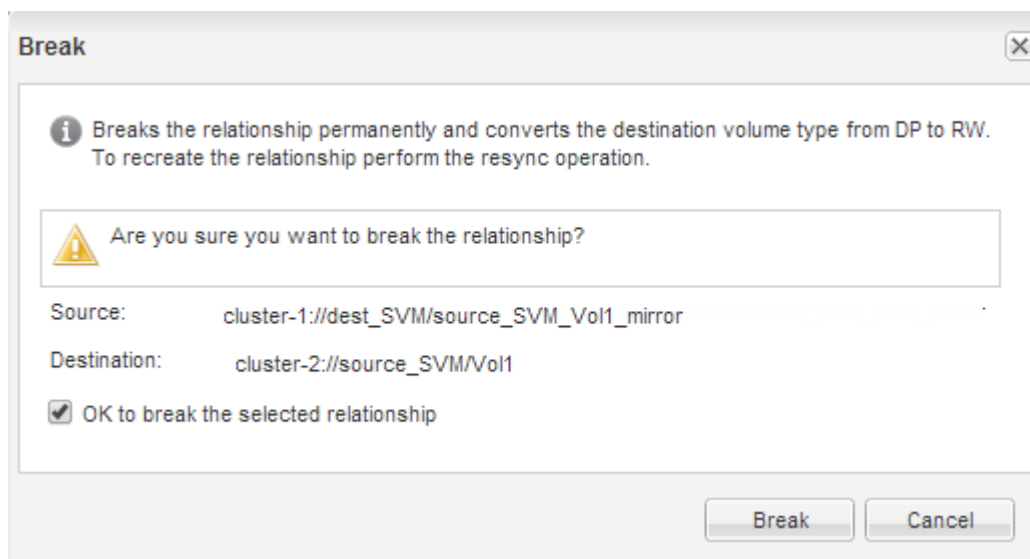 Break
Breaks the relationship permanently and converts the destination volume type from DP to RW.
To recreate the relationship perform the resync operation.
Are you sure you want to break the relationship?
Source: cluster-1://dest_SVM/source_SVM_Vol1_mirror
Destination: cluster-2://source_SVM/Vol1
OK to break the selected relationship
Break Cancel